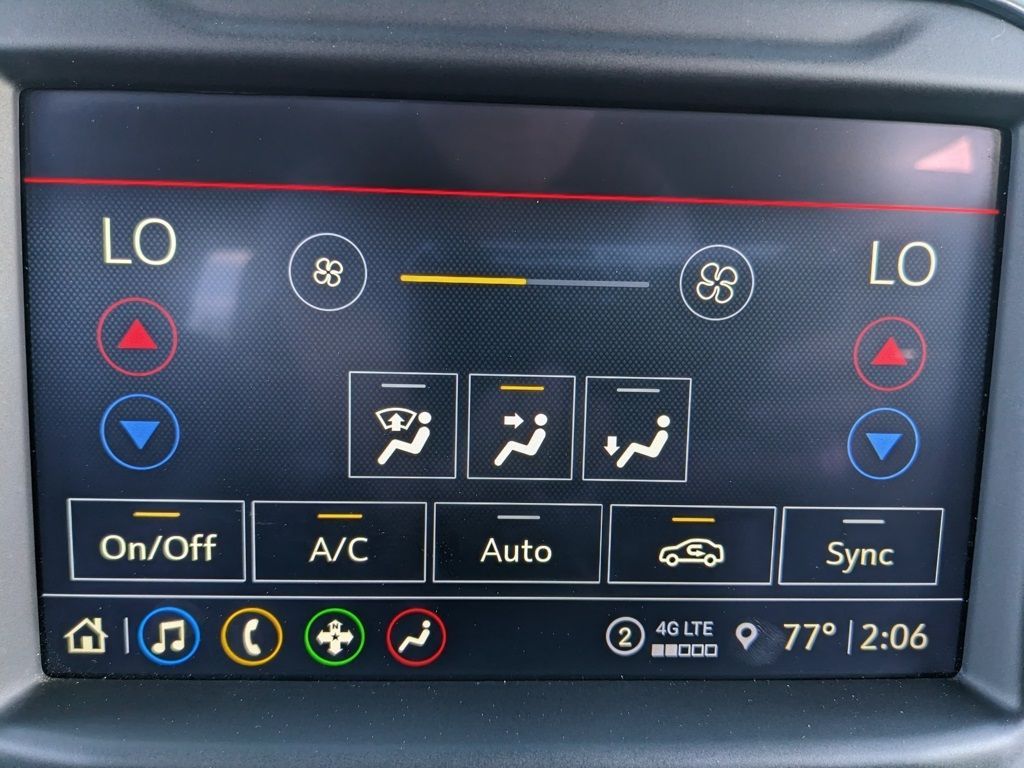 LO
LO
On/Off A/C Auto Sync
N
2 4G LTE 77° 2:06